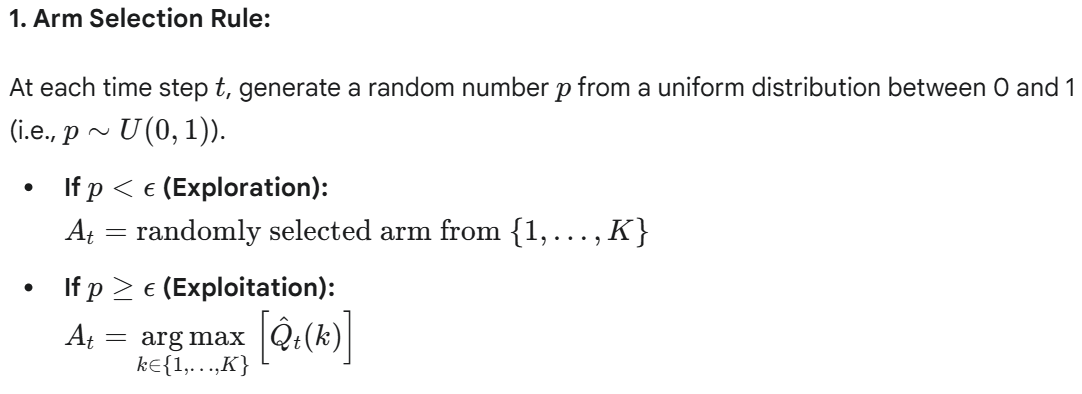 1. Arm Selection Rule:
At each time step t, generate a random number p from a uniform distribution between 0 and 1
(i.e., p ∼ U(0, 1)).
• If p < ϵ (Exploration):
A_t = randomly selected arm from {1, . . . , K}
• If p ≥ ϵ (Exploitation):
A_t = arg max_{k∈{1,...,K}} [Q̂_t(k)]